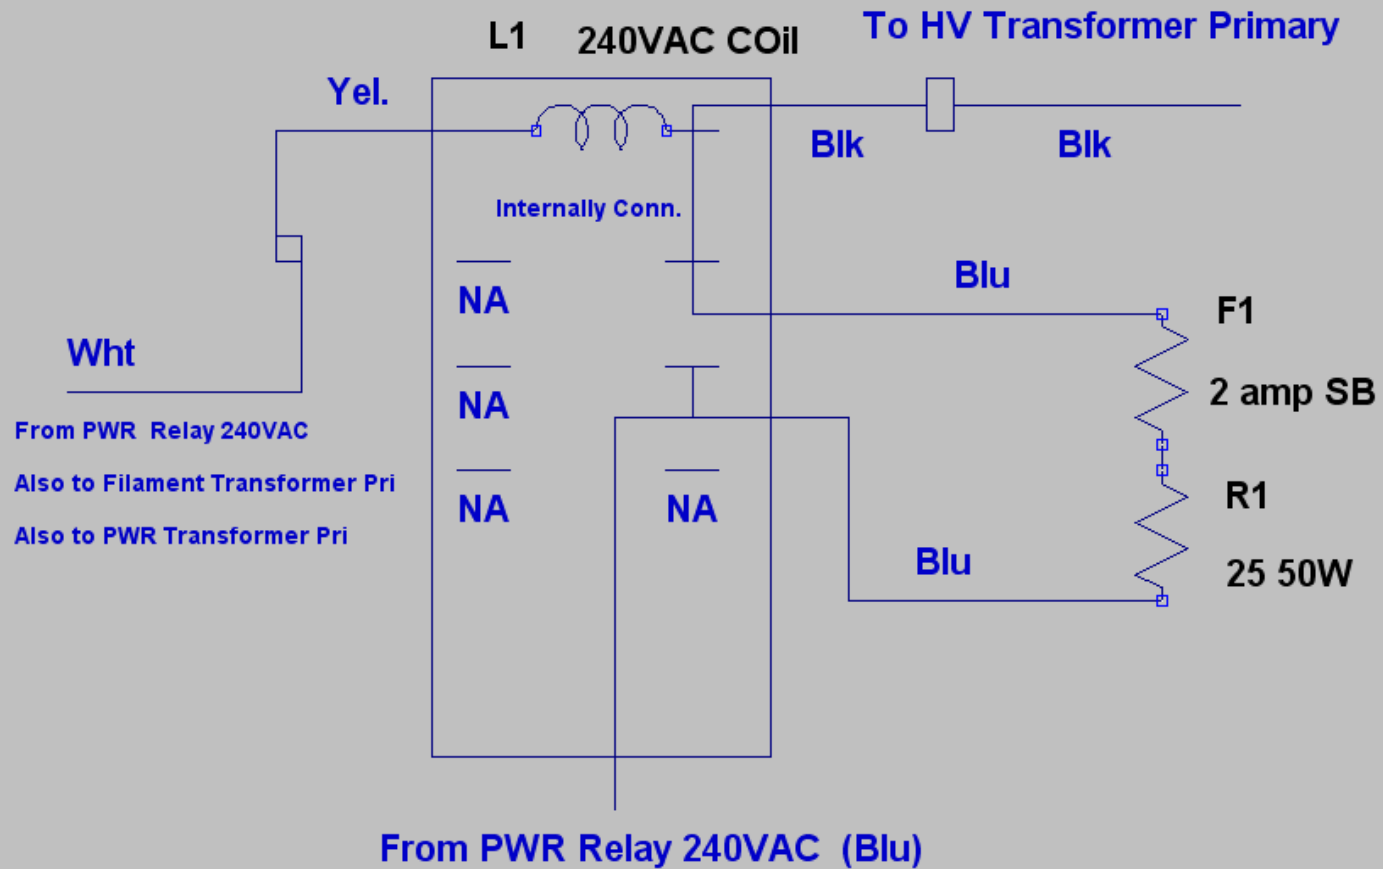 L1 240VAC COil To HV Transformer Primary
Yel.
Blk Blk
Internally Conn.
Blu
NA
F1
Wht
2 amp SB
NA
From PWR  Relay 240VAC
Also to Filament Transformer Pri
R1
NA NA
Also to PWR Transformer Pri
Blu
25 50W
From PWR Relay 240VAC  (Blu)